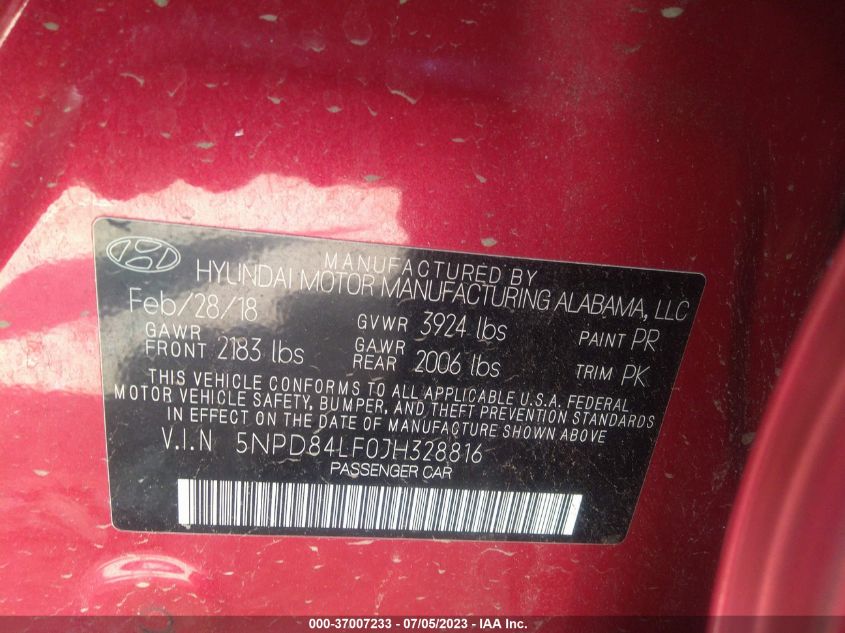 MANUFACTURED BY
HYUNDAI MOTOR MANUFACTURING ALABAMA, LLC
Feb/28/18 GVWR 3924 lbs PAINT PR
GAWR FRONT 2183 lbs GAWR REAR 2006 lbs TRIM PK
THIS VEHICLE CONFORMS TO ALL APPLICABLE U.S.A. FEDERAL
MOTOR VEHICLE SAFETY, BUMPER, AND THEFT PREVENTION STANDARDS
IN EFFECT ON THE DATE OF MANUFACTURE SHOWN ABOVE.
V.I.N 5NPD84LF0JH328816
PASSENGER CAR
000-37007233 - 07/05/2023 - IAA Inc.